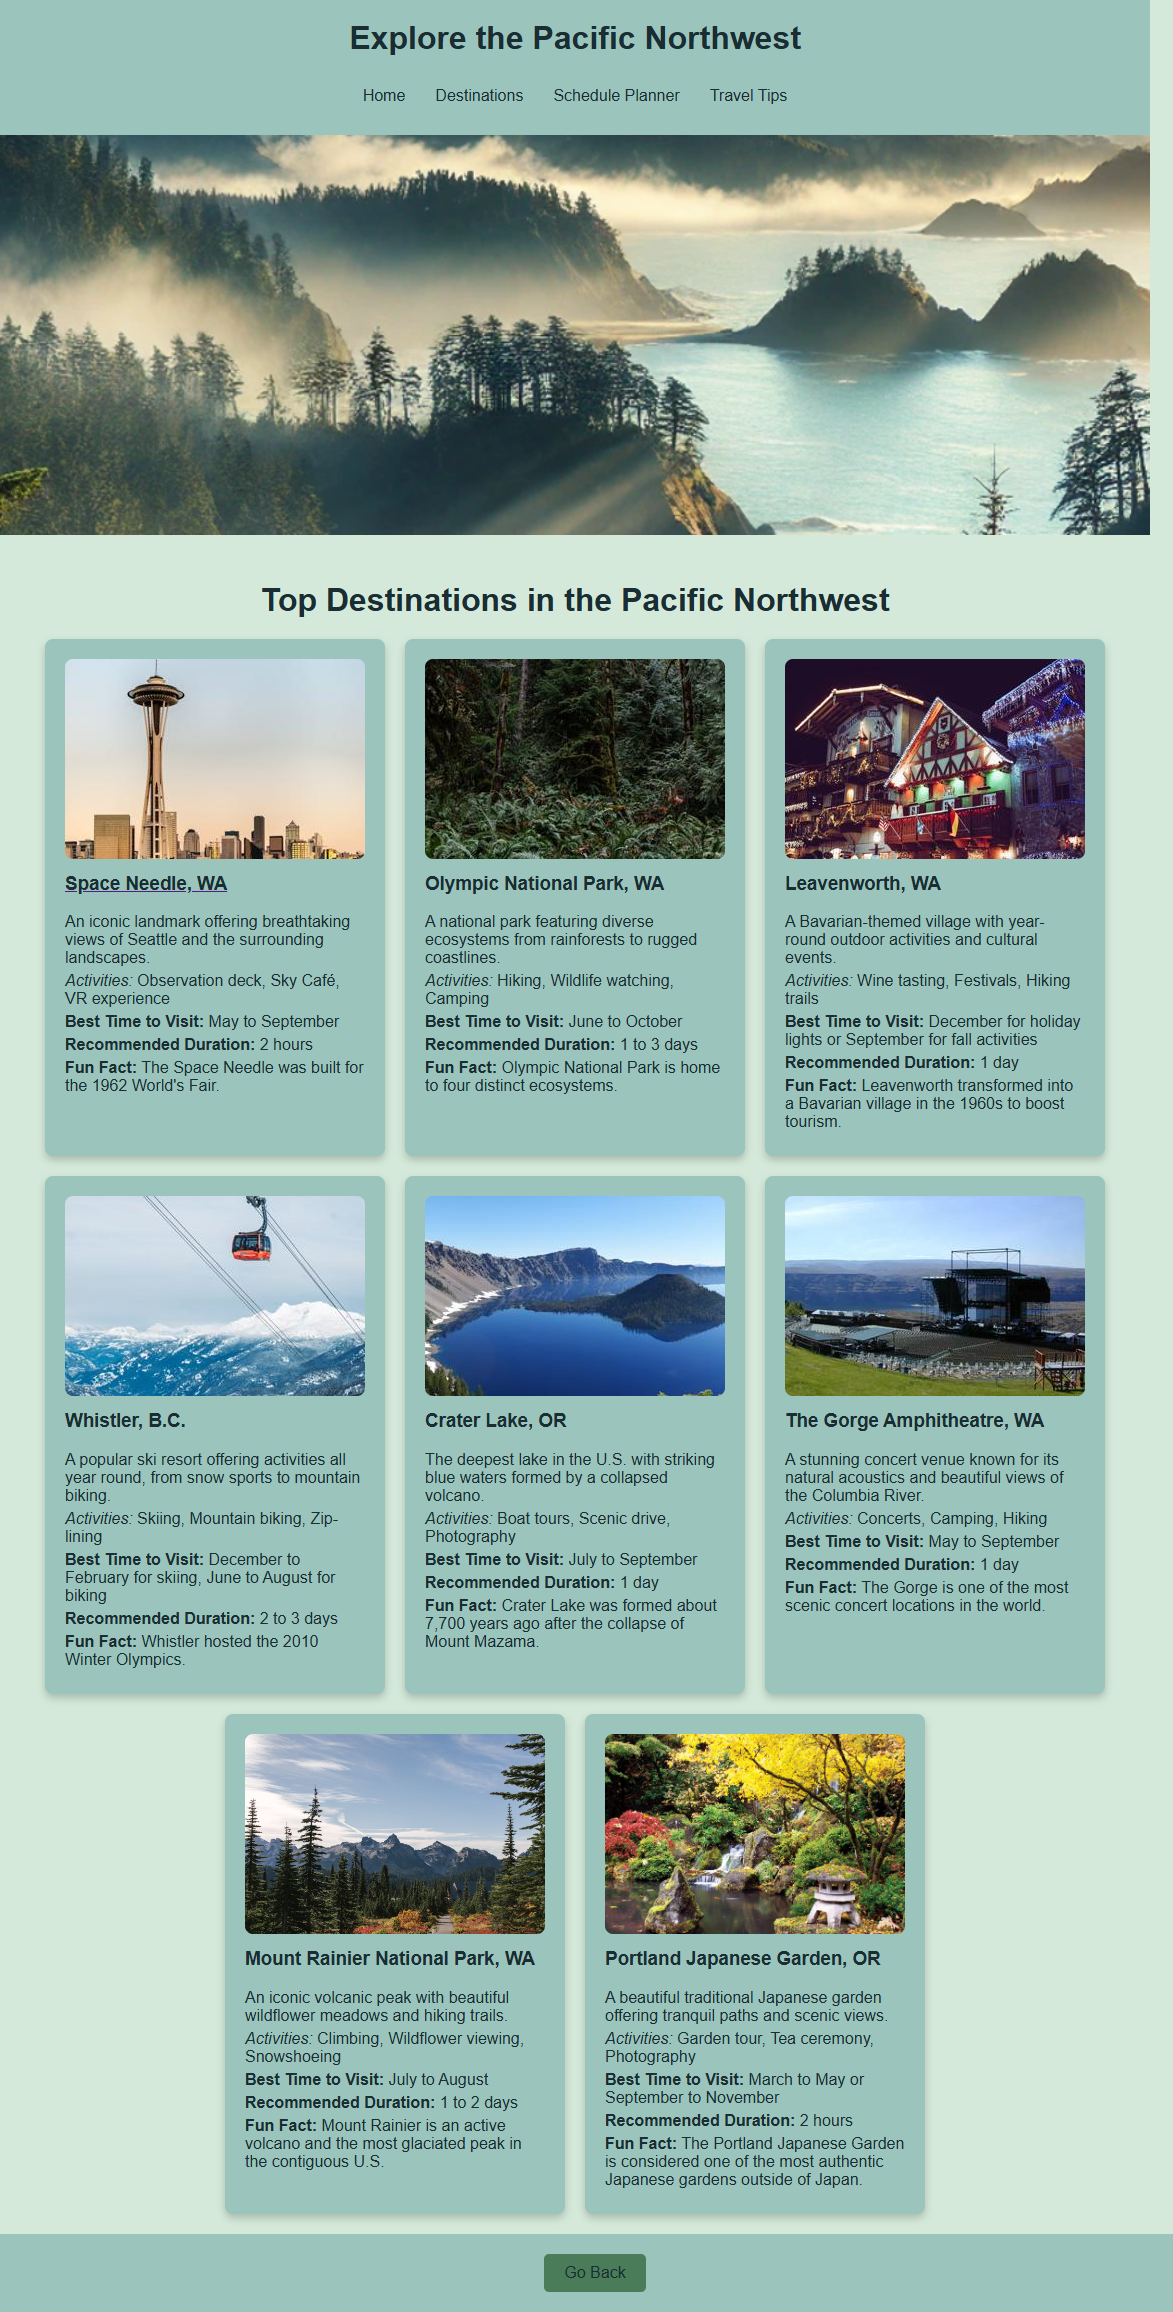 Explore the Pacific Northwest
Home Destinations Schedule Planner Travel Tips
Top Destinations in the Pacific Northwest
Space Needle, WA
An iconic landmark offering breathtaking
views of Seattle and the surrounding
landscapes.
Activities: Observation deck, Sky Café,
VR experience
Best Time to Visit: May to September
Recommended Duration: 2 hours
Fun Fact: The Space Needle was built for
the 1962 World's Fair.
Olympic National Park, WA
A national park featuring diverse
ecosystems from rainforests to rugged
coastlines.
Activities: Hiking, Wildlife watching,
Camping
Best Time to Visit: June to October
Recommended Duration: 1 to 3 days
Fun Fact: Olympic National Park is home
to four distinct ecosystems.
Leavenworth, WA
A Bavarian-themed village with year-
round outdoor activities and cultural
events.
Activities: Wine tasting, Festivals, Hiking
trails
Best Time to Visit: December for holiday
lights or September for fall activities
Recommended Duration: 1 day
Fun Fact: Leavenworth transformed into
a Bavarian village in the 1960s to boost
tourism.
Whistler, B.C.
A popular ski resort offering activities all
year round, from snow sports to mountain
biking.
Activities: Skiing, Mountain biking, Zip-
lining
Best Time to Visit: December to
February for skiing, June to August for
biking
Recommended Duration: 2 to 3 days
Fun Fact: Whistler hosted the 2010
Winter Olympics.
Crater Lake, OR
The deepest lake in the U.S. with striking
blue waters formed by a collapsed
volcano.
Activities: Boat tours, Scenic drive,
Photography
Best Time to Visit: July to September
Recommended Duration: 1 day
Fun Fact: Crater Lake was formed about
7,700 years ago after the collapse of
Mount Mazama.
The Gorge Amphitheatre, WA
A stunning concert venue known for its
natural acoustics and beautiful views of
the Columbia River.
Activities: Concerts, Camping, Hiking
Best Time to Visit: May to September
Recommended Duration: 1 day
Fun Fact: The Gorge is one of the most
scenic concert locations in the world.
Mount Rainier National Park, WA
An iconic volcanic peak with beautiful
wildflower meadows and hiking trails.
Activities: Climbing, Wildflower viewing,
Snowshoeing
Best Time to Visit: July to August
Recommended Duration: 1 to 2 days
Fun Fact: Mount Rainier is an active
volcano and the most glaciated peak in
the contiguous U.S.
Portland Japanese Garden, OR
A beautiful traditional Japanese garden
offering tranquil paths and scenic views.
Activities: Garden tour, Tea ceremony,
Photography
Best Time to Visit: March to May or
September to November
Recommended Duration: 2 hours
Fun Fact: The Portland Japanese Garden
is considered one of the most authentic
Japanese gardens outside of Japan.
Go Back